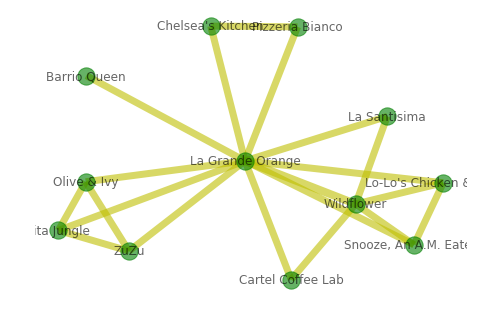 Chelsea's Kitchen
Pizzeria Bianco
Barrio Queen
La Santisima
La Grande Orange
Olive & Ivy
Lo-Lo's Chicken &
Wildflower
ita Jungle
ZuZu
Snooze, An A.M. Eate
Cartel Coffee Lab